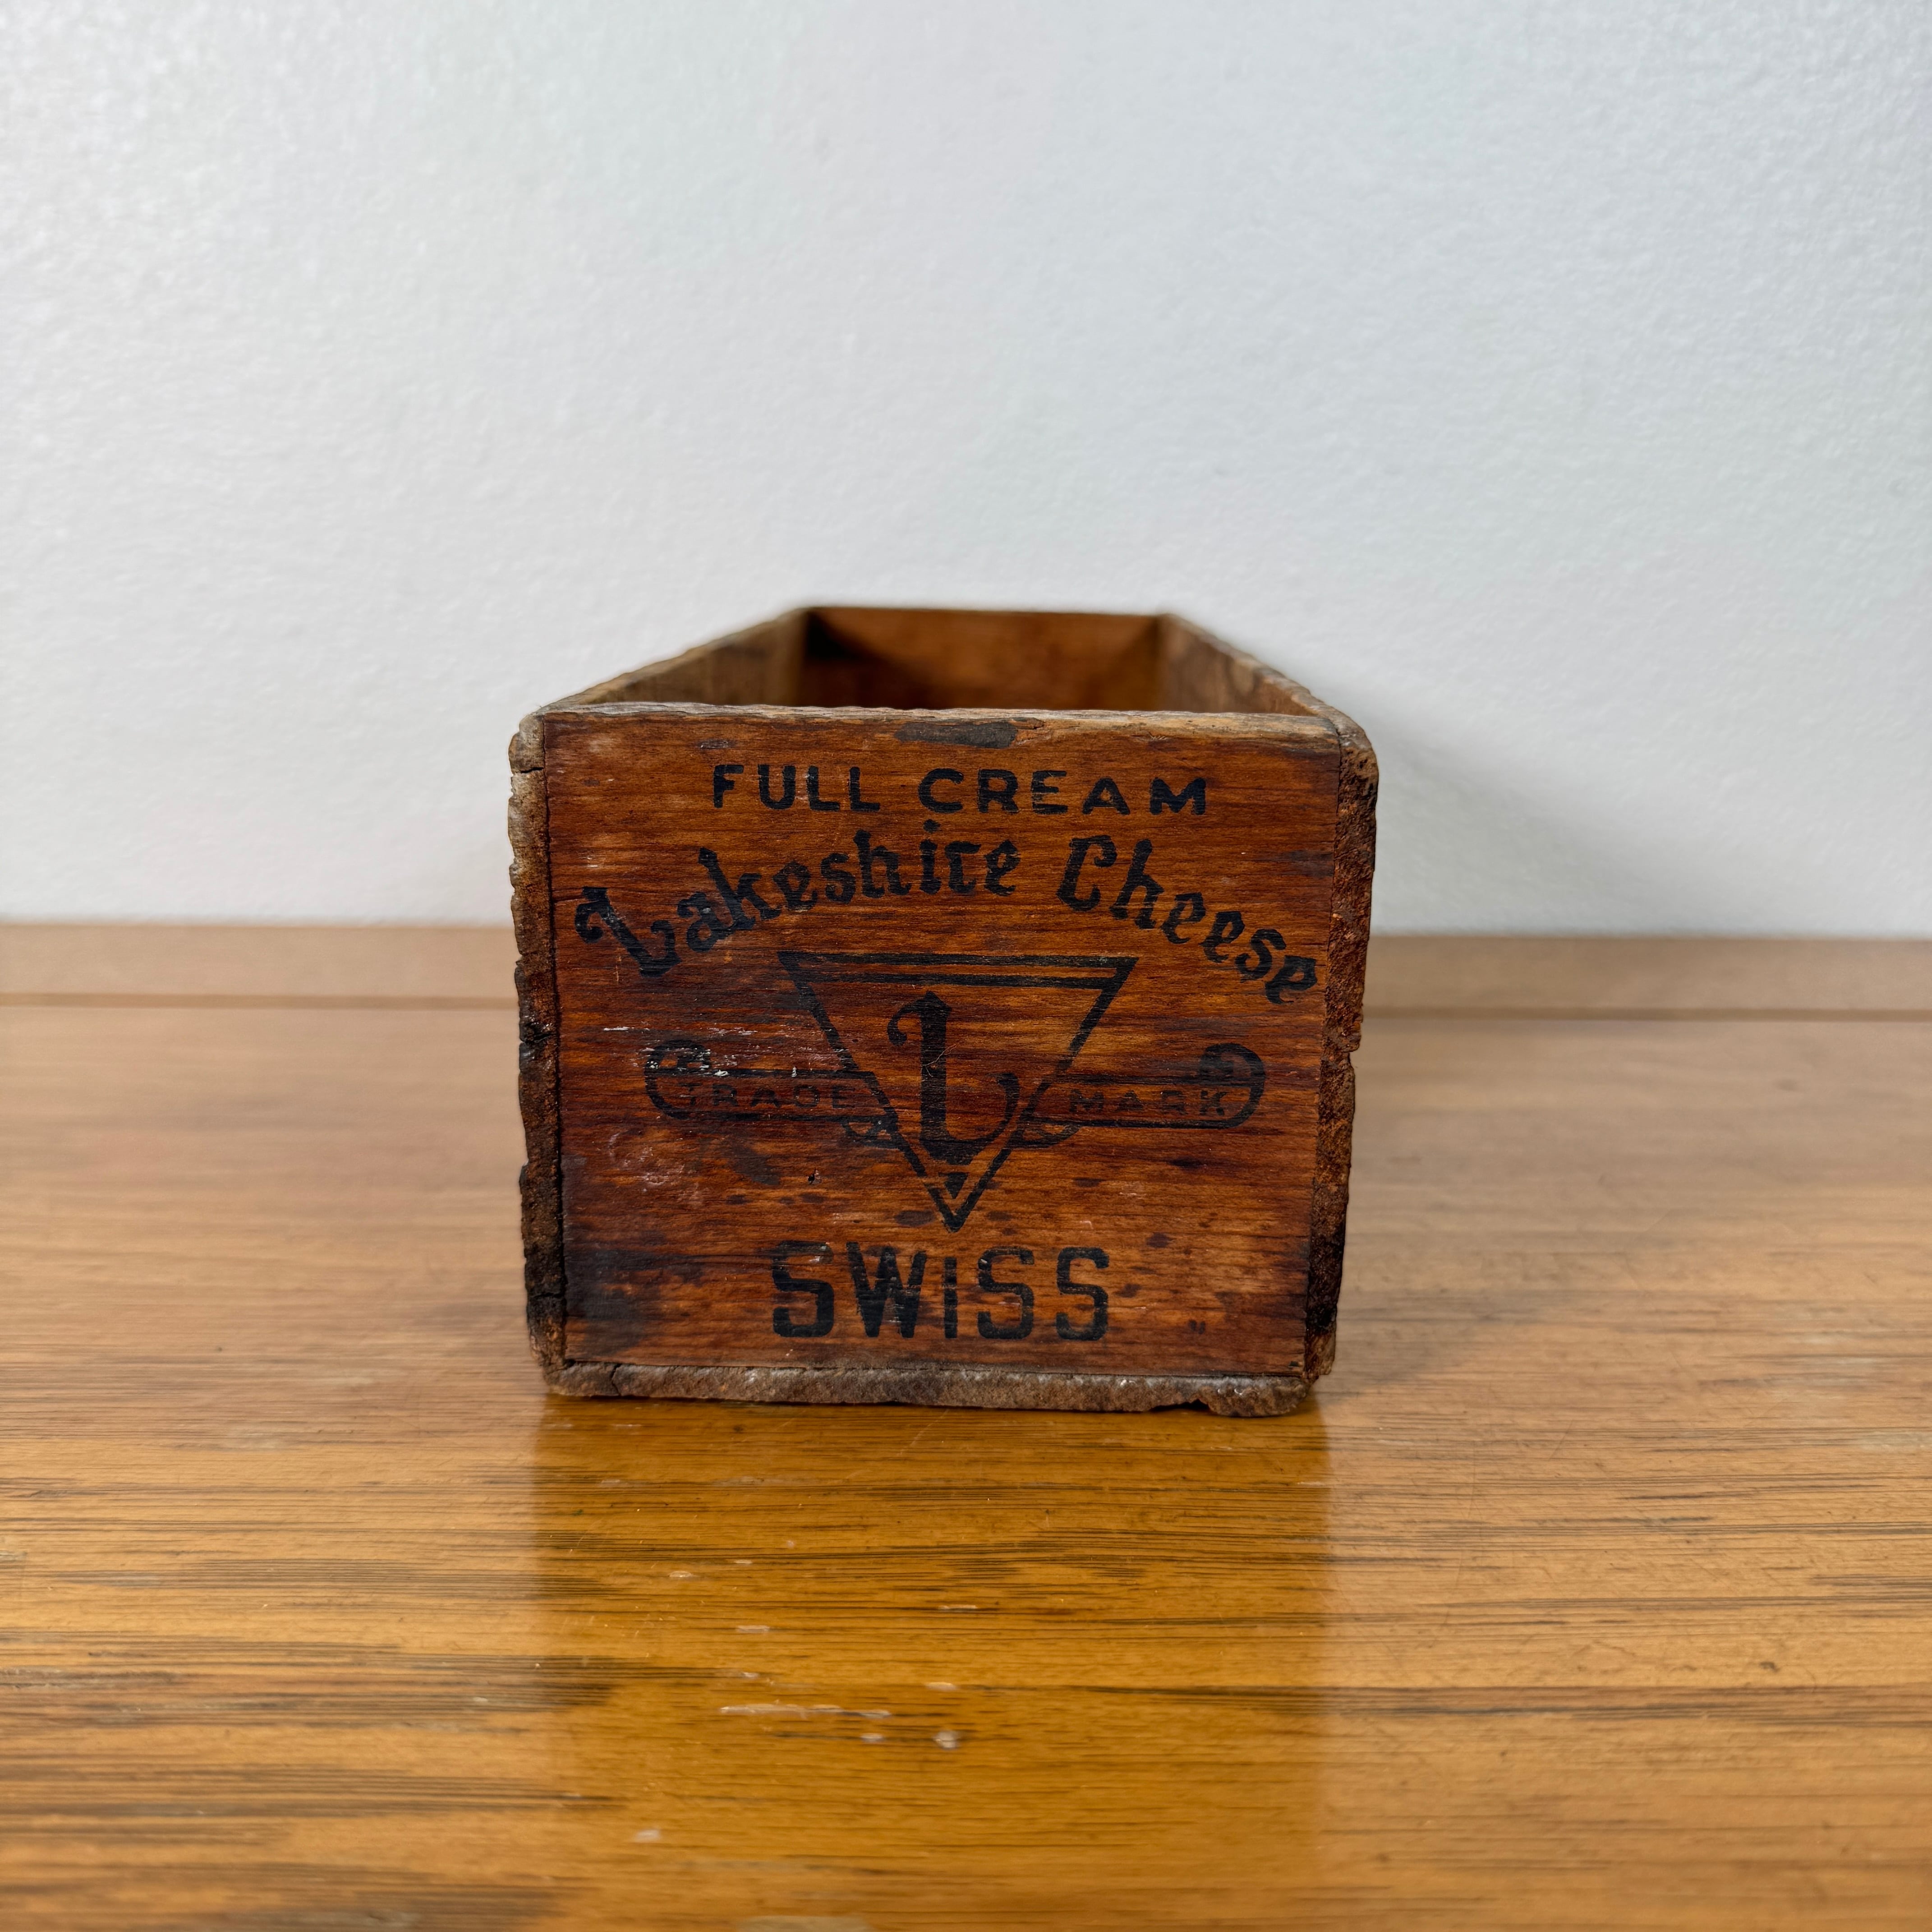 FULL CREAM
Lakeshire Cheese
L
TRADE MARK
SWISS